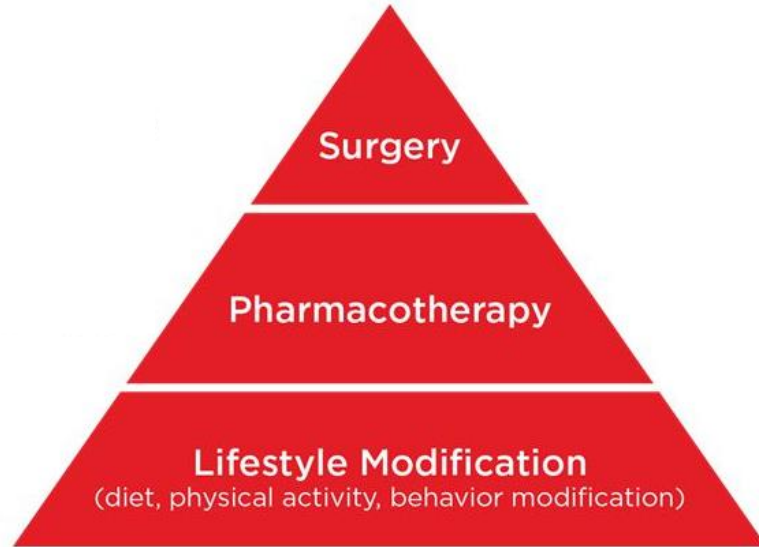 Surgery
Pharmacotherapy
Lifestyle Modification
(diet, physical activity, behavior modification)